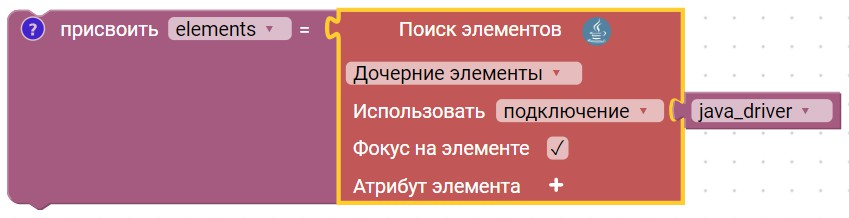 ? присвоить elements = Поиск элементов
Дочерние элементы
Использовать подключение java_driver
Фокус на элементе ✓
Атрибут элемента +